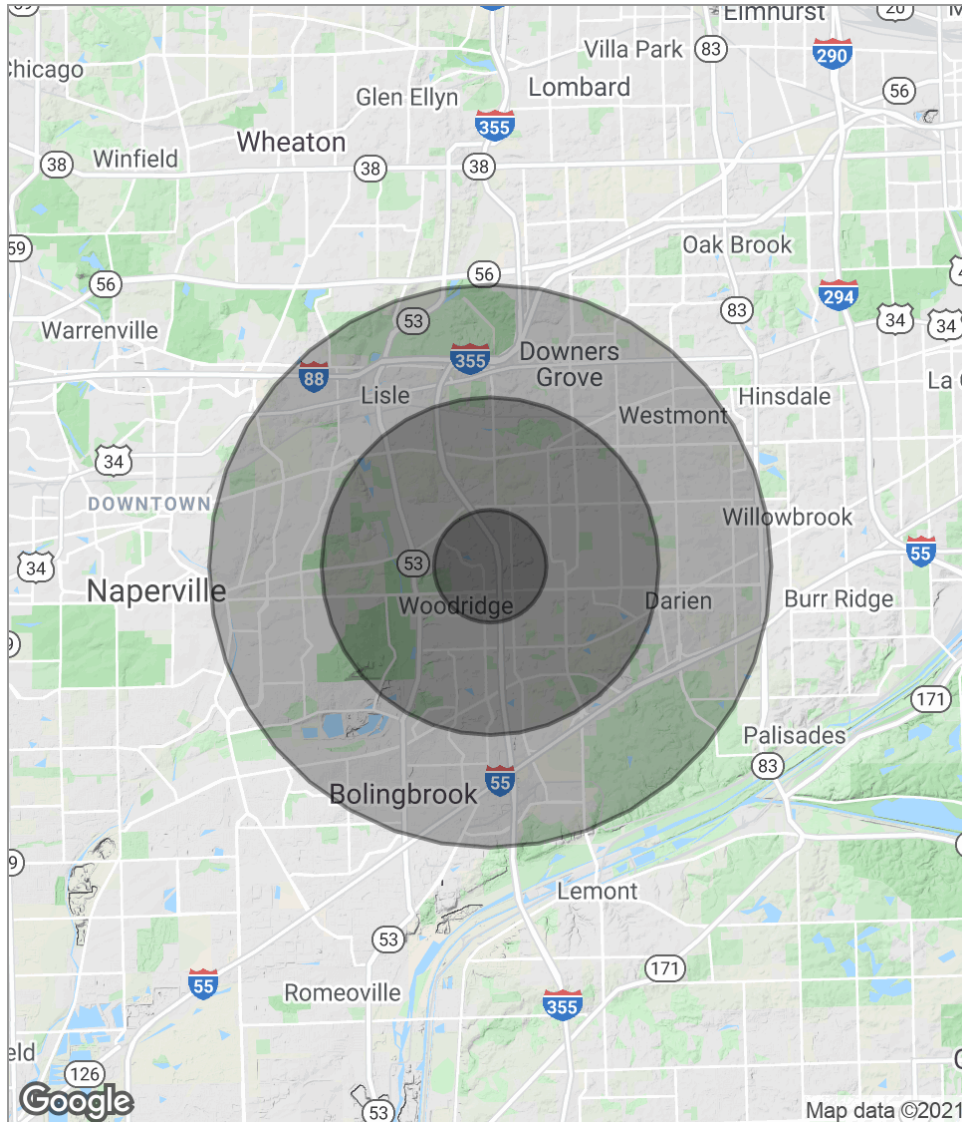 Elmhurst
20
Villa Park
83
290
Chicago
Glen Ellyn
Lombard
56
355
Wheaton
Winfield
38
38
38
Oak Brook
59
56
56
294
83
53
34
34
Warrenville
355
Downers
Grove
88
Lisle
Hinsdale
Westmont
34
DOWNTOWN
Willowbrook
55
34
53
Naperville
Woodridge
Darien
Burr Ridge
171
Palisades
83
55
Bolingbrook
Lemont
53
171
55
Romeoville
355
126
Google
53
Map data ©2021